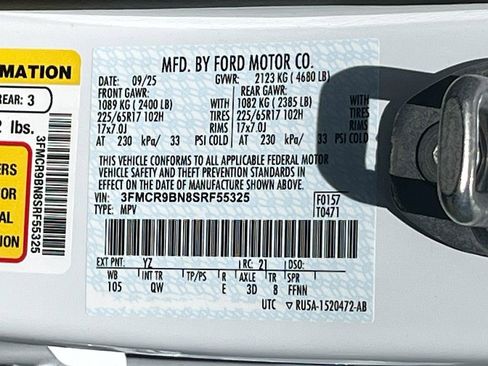 MFD. BY FORD MOTOR CO.
DATE: 09/25 GVWR: 2123 KG ( 4680 LB)
FRONT GAWR: REAR GAWR:
1089 KG ( 2400 LB) 1082 KG ( 2385 LB)
225/65R17 102H WITH 225/65R17 102H WITH
TIRES TIRES
17x7.0J RIMS 17x7.0J RIMS
AT 230 kPa/ 33 PSI COLD AT 230 kPa/ 33 PSI COLD
THIS VEHICLE CONFORMS TO ALL APPLICABLE FEDERAL MOTOR
VEHICLE SAFETY AND THEFT PREVENTION STANDARDS IN
EFFECT ON THE DATE OF MANUFACTURE SHOWN ABOVE.
VIN: 3FMCR9BN8SRF55325
TYPE: MPV
F0157
T0471
EXT PNT: YZ RC: 21 DSO:
WB INT TR TP/PS R AXLE TR SPR
105 QW E 3D 8 FFNN
UTC RU5A-1520472-AB
ORMATION
REAR: 3
lbs.
3FMCR9BN8SRF55325
ERS
OR
AL
ION